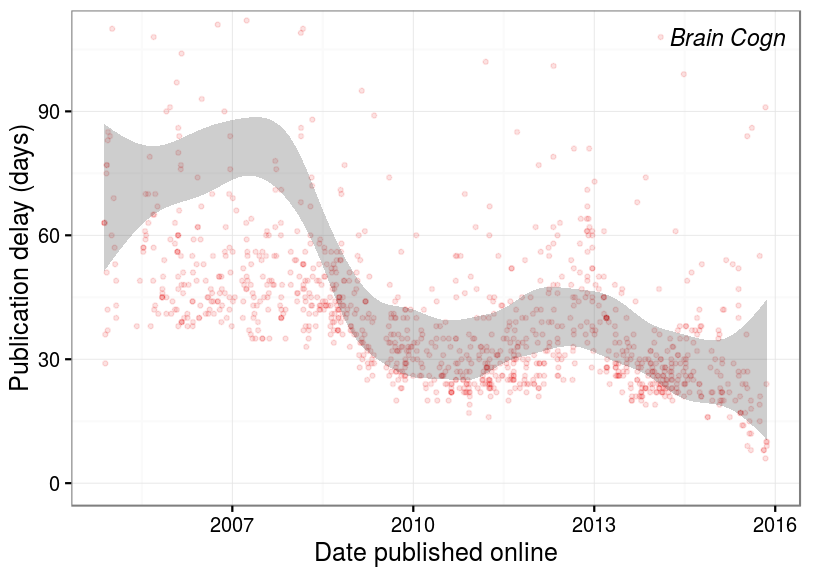 Brain Cogn
Publication delay (days)
90
60
30
0
2007
2010
2013
2016
Date published online